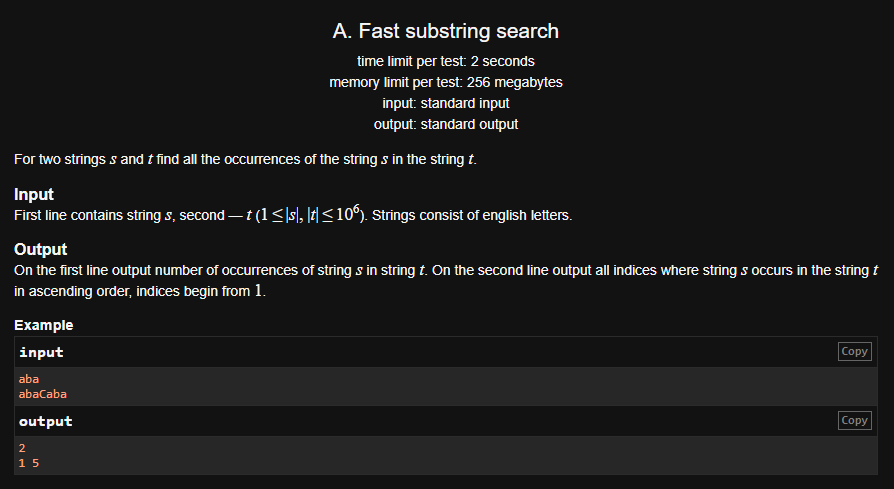 A. Fast substring search
time limit per test: 2 seconds
memory limit per test: 256 megabytes
input: standard input
output: standard output
For two strings s and t find all the occurrences of the string s in the string t.
Input
First line contains string s, second — t (1 ≤ |s|, |t| ≤ 10⁶). Strings consist of english letters.
Output
On the first line output number of occurrences of string s in string t. On the second line output all indices where string s occurs in the string t
in ascending order, indices begin from 1.
Example
input Copy
aba
abaCaba
output Copy
2
1 5